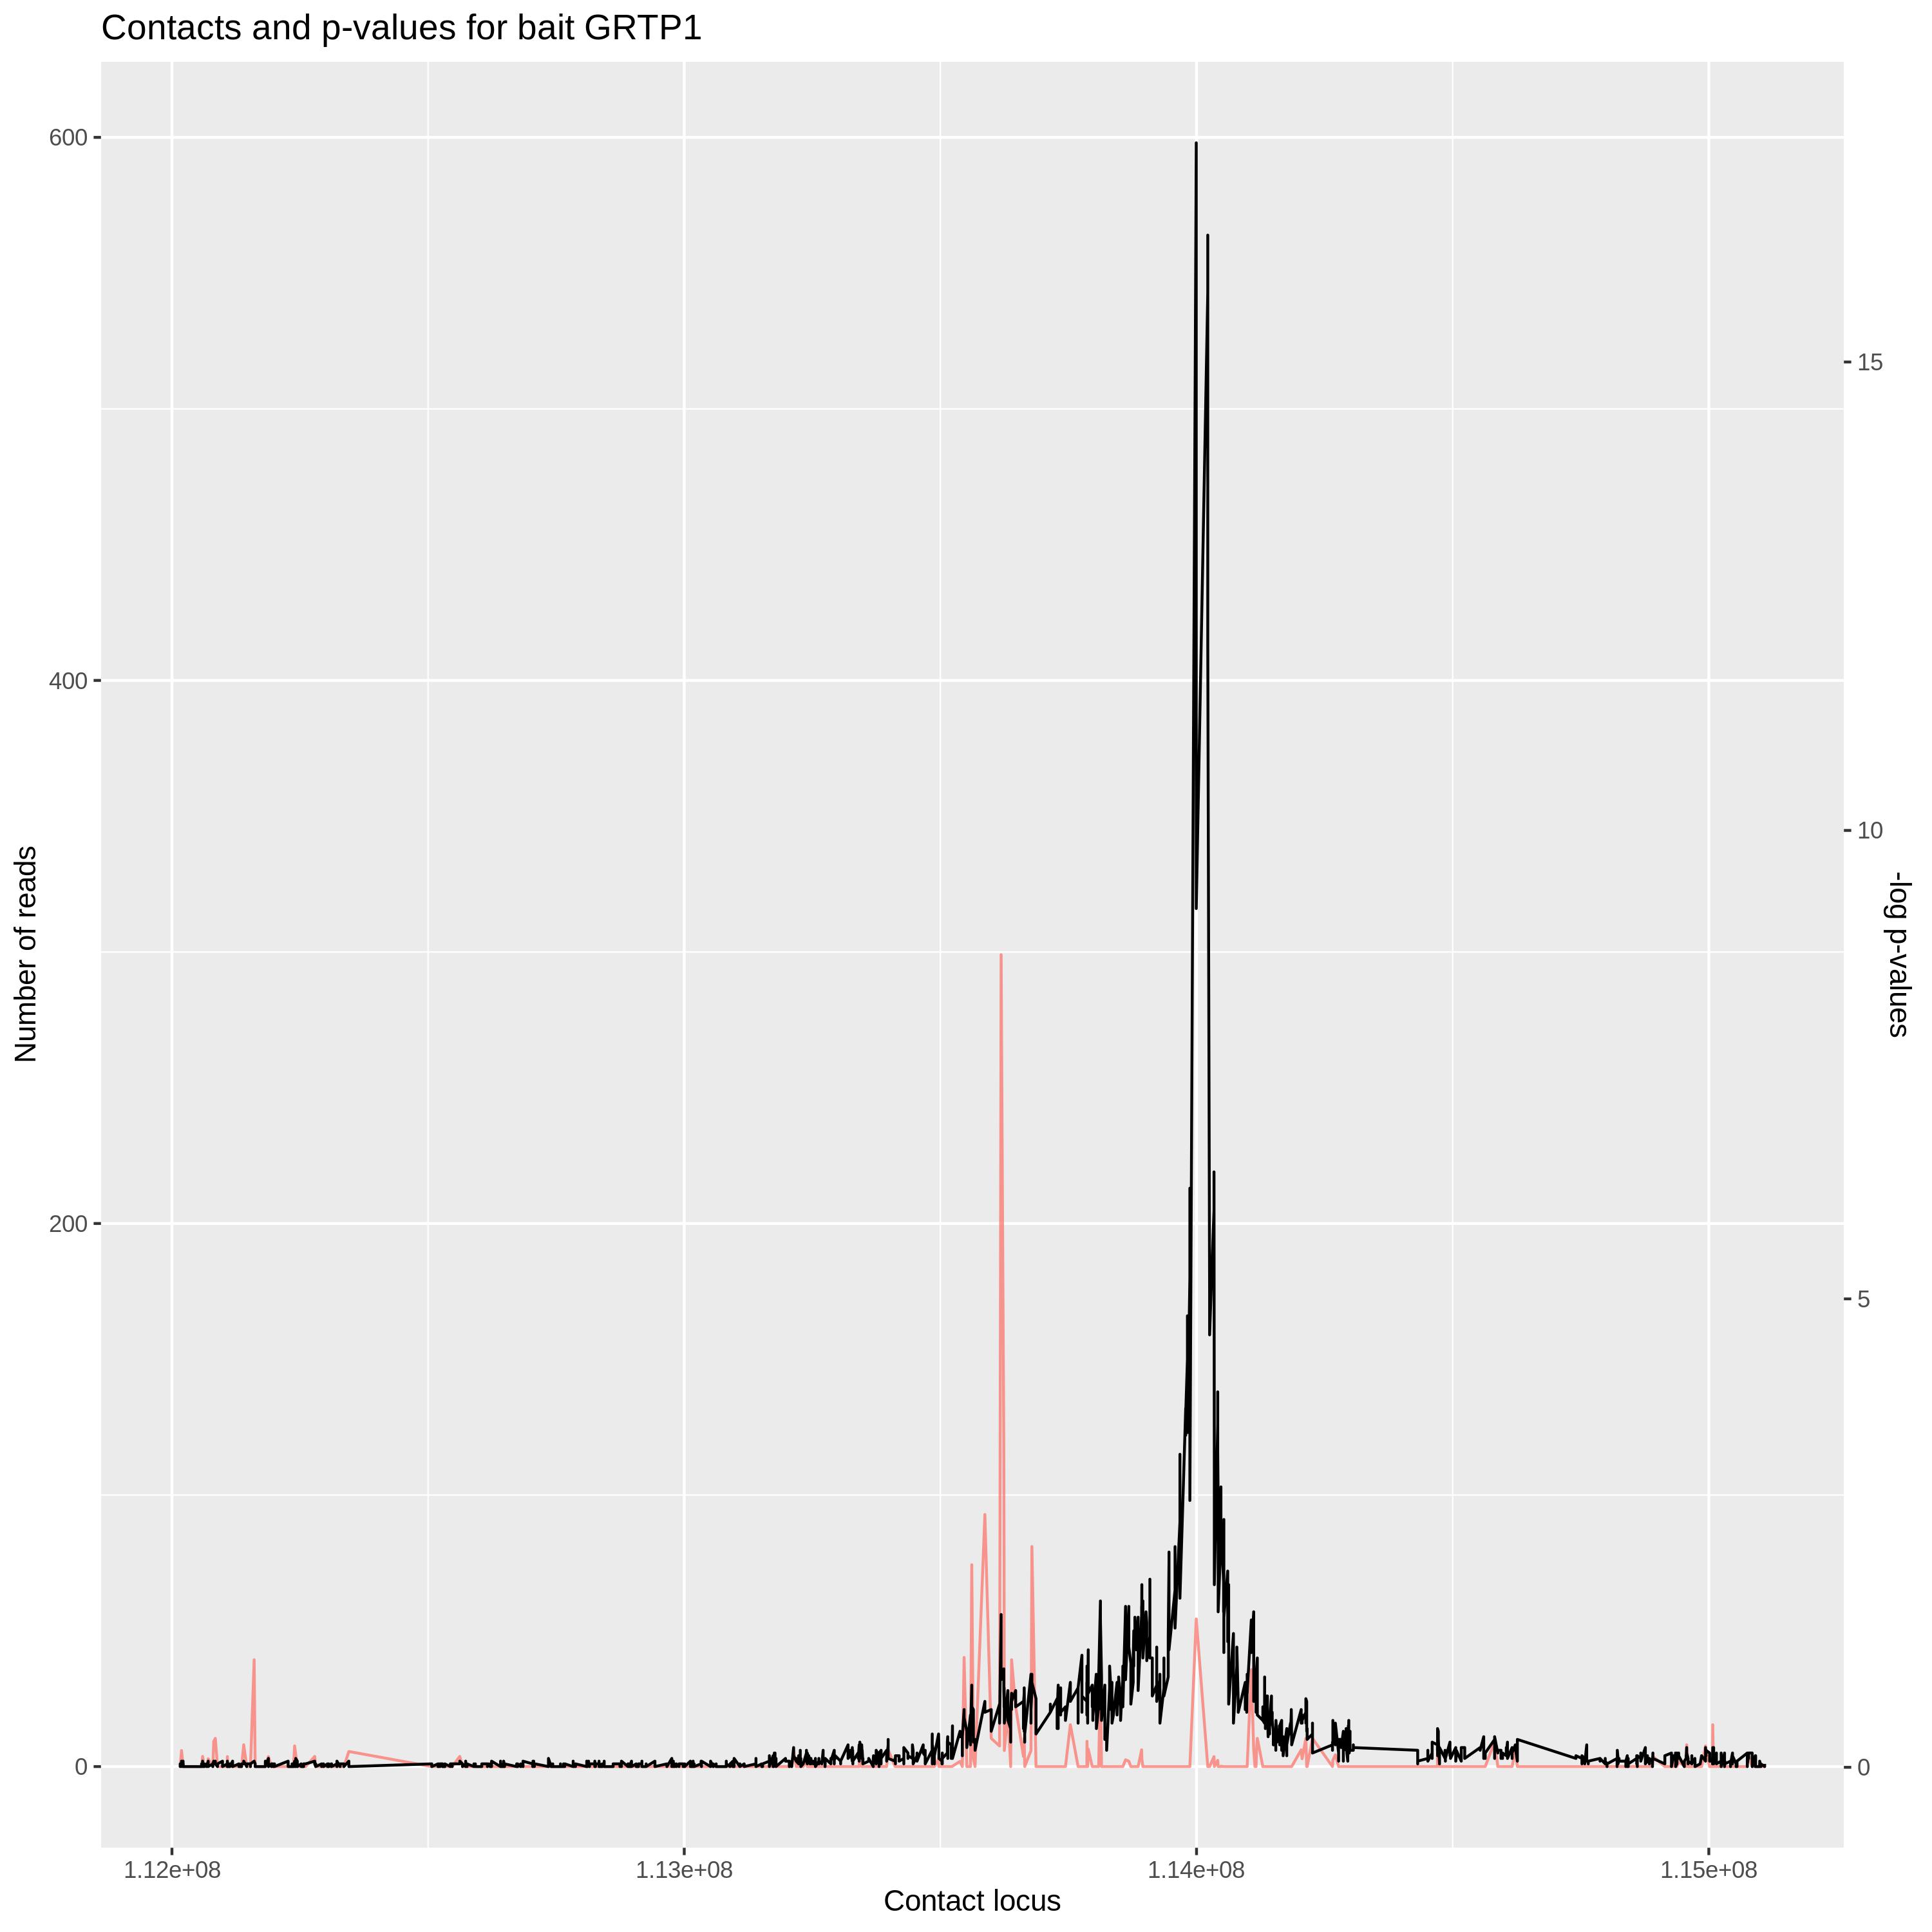 Contacts and p-values for bait GRTP1
600
400
200
0
Number of reads
15
10
5
0
-log p-values
1.12e+08
1.13e+08
1.14e+08
1.15e+08
Contact locus